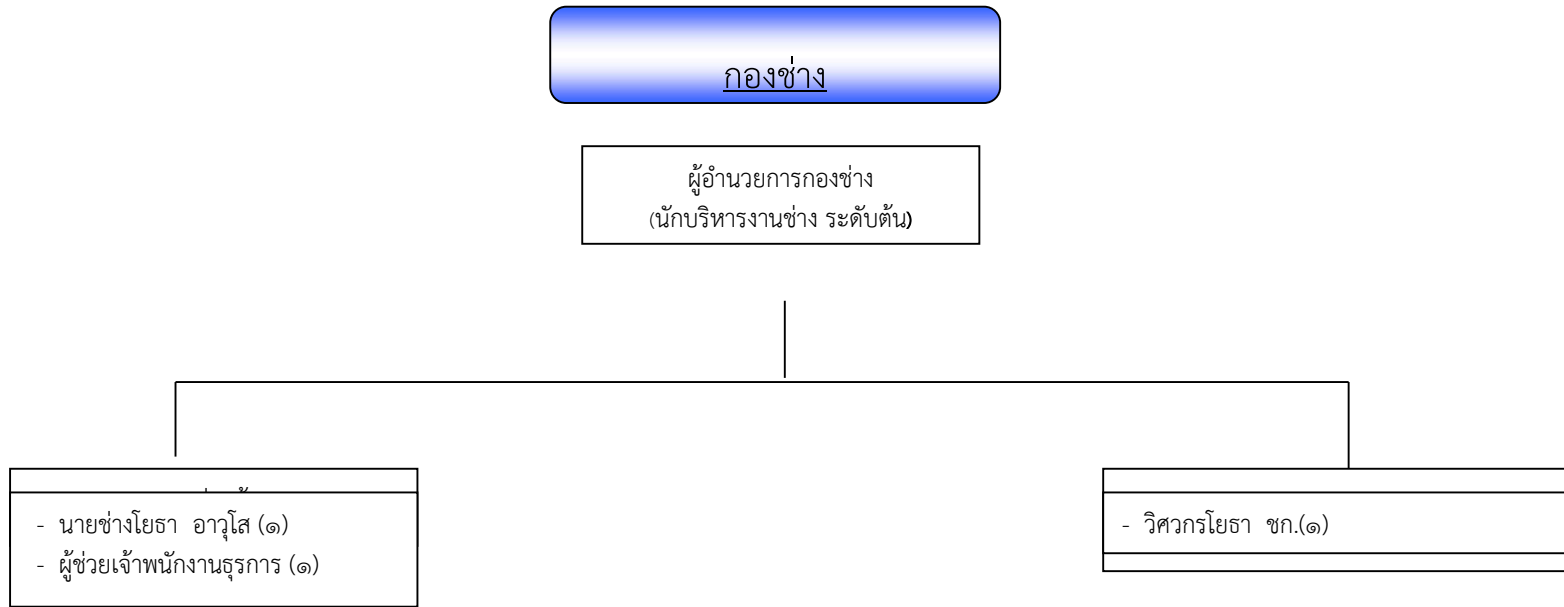 กองช่าง
ผู้อำนวยการกองช่าง
(นักบริหารงานช่าง ระดับต้น)
- นายช่างโยธา อาวุโส (๑)
- ผู้ช่วยเจ้าพนักงานธุรการ (๑)
- วิศวกรโยธา ชก.(๑)